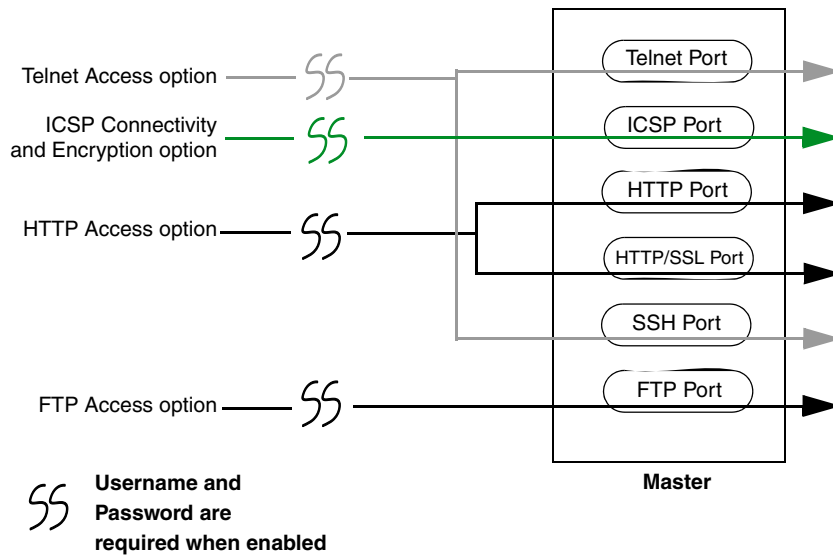 Telnet Access option
Telnet Port
ICSP Connectivity
and Encryption option
ICSP Port
HTTP Access option
HTTP Port
HTTP/SSL Port
SSH Port
FTP Access option
FTP Port
Master
Username and
Password are
required when enabled